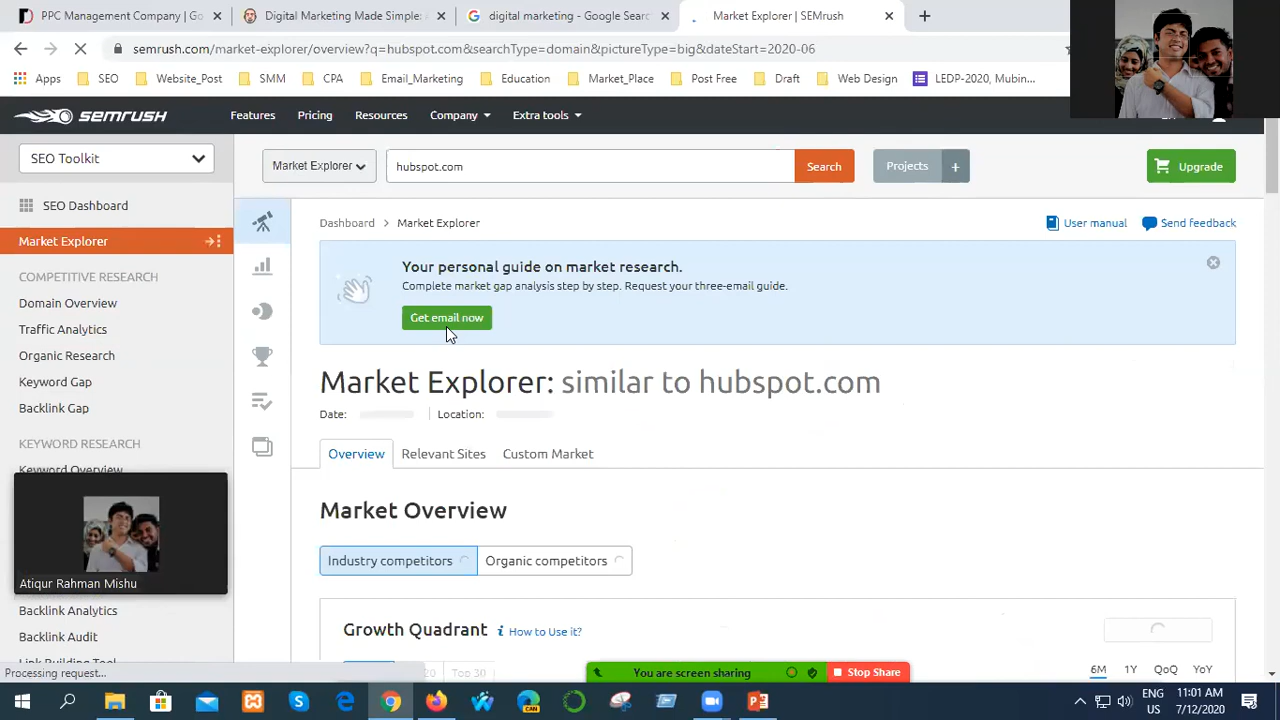 PPC Management Company | Go
Digital Marketing Made Simple:
digital marketing - Google Searc
Market Explorer | SEMrush
semrush.com/market-explorer/overview?q=hubspot.com&searchType=domain&pictureType=big&dateStart=2020-06
Apps
SEO
Website_Post
SMM
CPA
Email_Marketing
Education
Market_Place
Post Free
Draft
Web Design
LEDP-2020, Mubin...
SEMRUSH
Features
Pricing
Resources
Company
Extra tools
SEO Toolkit
Market Explorer
hubspot.com
Search
Projects
+
Upgrade
SEO Dashboard
Market Explorer
COMPETITIVE RESEARCH
Domain Overview
Traffic Analytics
Organic Research
Keyword Gap
Backlink Gap
KEYWORD RESEARCH
Keyword Overview
Atiqur Rahman Mishu
Backlink Analytics
Backlink Audit
Link Building Tool
Processing request...
Dashboard > Market Explorer
User manual
Send feedback
Your personal guide on market research.
Complete market gap analysis step by step. Request your three-email guide.
Get email now
Market Explorer: similar to hubspot.com
Date:
Location:
Overview
Relevant Sites
Custom Market
Market Overview
Industry competitors
Organic competitors
Growth Quadrant
How to Use it?
Top 30
6M
1Y
QoQ
YoY
You are screen sharing
Stop Share
ENG
US
11:01 AM
7/12/2020